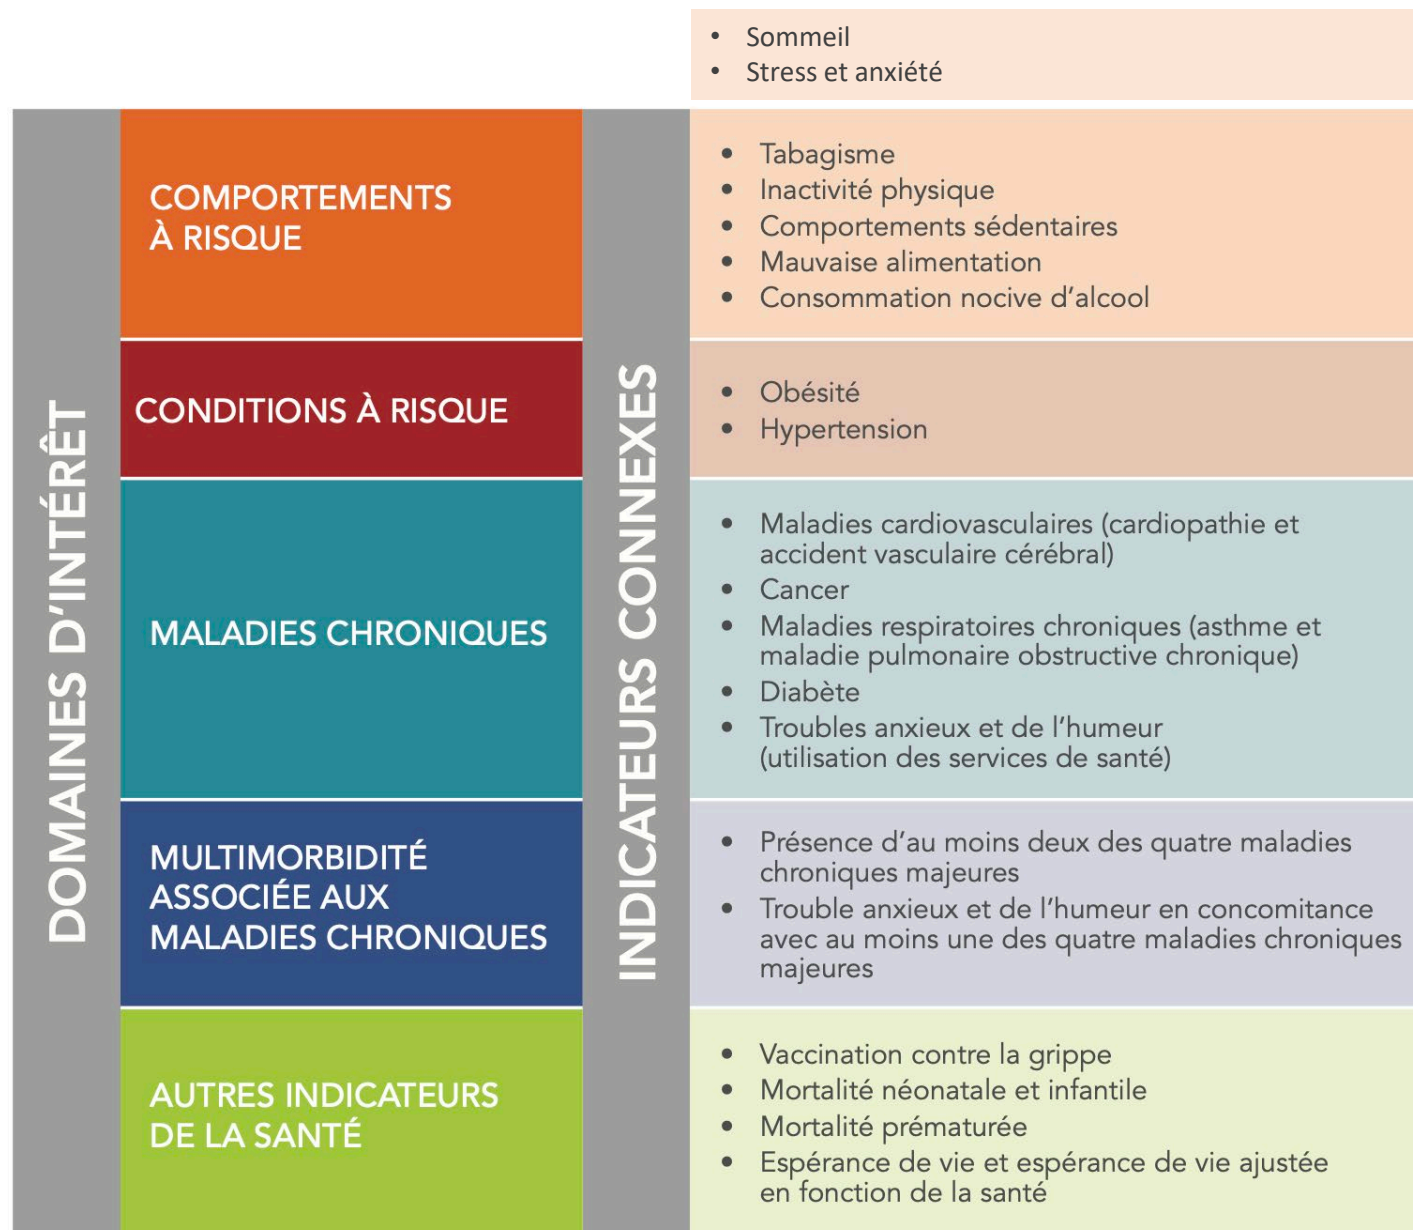 • Sommeil
• Stress et anxiété
DOMAINES D'INTÉRÊT
INDICATEURS CONNEXES
COMPORTEMENTS
À RISQUE
• Tabagisme
• Inactivité physique
• Comportements sédentaires
• Mauvaise alimentation
• Consommation nocive d'alcool
CONDITIONS À RISQUE
• Obésité
• Hypertension
MALADIES CHRONIQUES
• Maladies cardiovasculaires (cardiopathie et
accident vasculaire cérébral)
• Cancer
• Maladies respiratoires chroniques (asthme et
maladie pulmonaire obstructive chronique)
• Diabète
• Troubles anxieux et de l'humeur
(utilisation des services de santé)
MULTIMORBIDITÉ
ASSOCIÉE AUX
MALADIES CHRONIQUES
• Présence d'au moins deux des quatre maladies
chroniques majeures
• Trouble anxieux et de l'humeur en concomitance
avec au moins une des quatre maladies chroniques
majeures
AUTRES INDICATEURS
DE LA SANTÉ
• Vaccination contre la grippe
• Mortalité néonatale et infantile
• Mortalité prématurée
• Espérance de vie et espérance de vie ajustée
en fonction de la santé